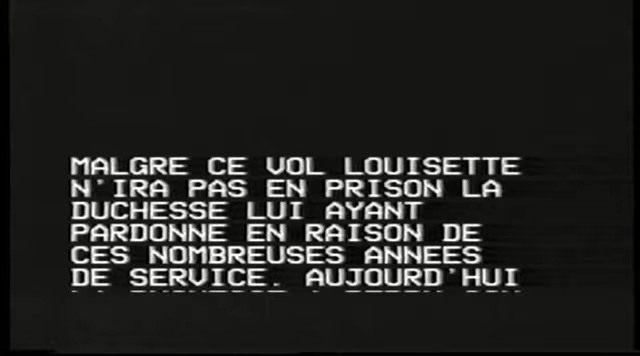 MALGRE CE VOL LOUISETTE
N'IRA PAS EN PRISON LA
DUCHESSE LUI AYANT
PARDONNE EN RAISON DE
CES NOMBREUSES ANNEES
DE SERVICE. AUJOURD'HUI